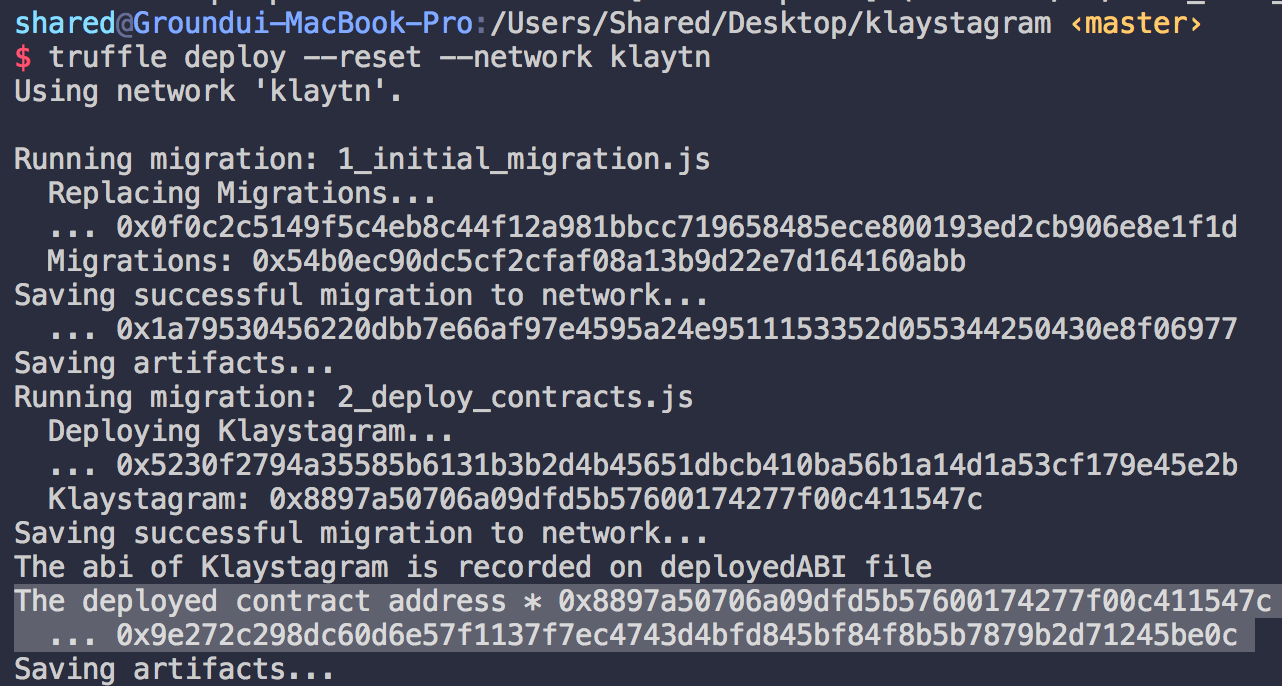 shared@Groundui-MacBook-Pro:/Users/Shared/Desktop/klaystagram ‹master›
$ truffle deploy --reset --network klaytn
Using network 'klaytn'.
Running migration: 1_initial_migration.js
Replacing Migrations...
... 0x0f0c2c5149f5c4eb8c44f12a981bbcc719658485ece800193ed2cb906e8e1f1d
Migrations: 0x54b0ec90dc5cf2cfaf08a13b9d22e7d164160abb
Saving successful migration to network...
... 0x1a79530456220dbb7e66af97e4595a24e9511153352d055344250430e8f06977
Saving artifacts...
Running migration: 2_deploy_contracts.js
Deploying Klaystagram...
... 0x5230f2794a35585b6131b3b2d4b45651dbcb410ba56b1a14d1a53cf179e45e2b
Klaystagram: 0x8897a50706a09dfd5b57600174277f00c411547c
Saving successful migration to network...
The abi of Klaystagram is recorded on deployedABI file
The deployed contract address * 0x8897a50706a09dfd5b57600174277f00c411547c
... 0x9e272c298dc60d6e57f1137f7ec4743d4bfd845bf84f8b5b7879b2d71245be0c
Saving artifacts...